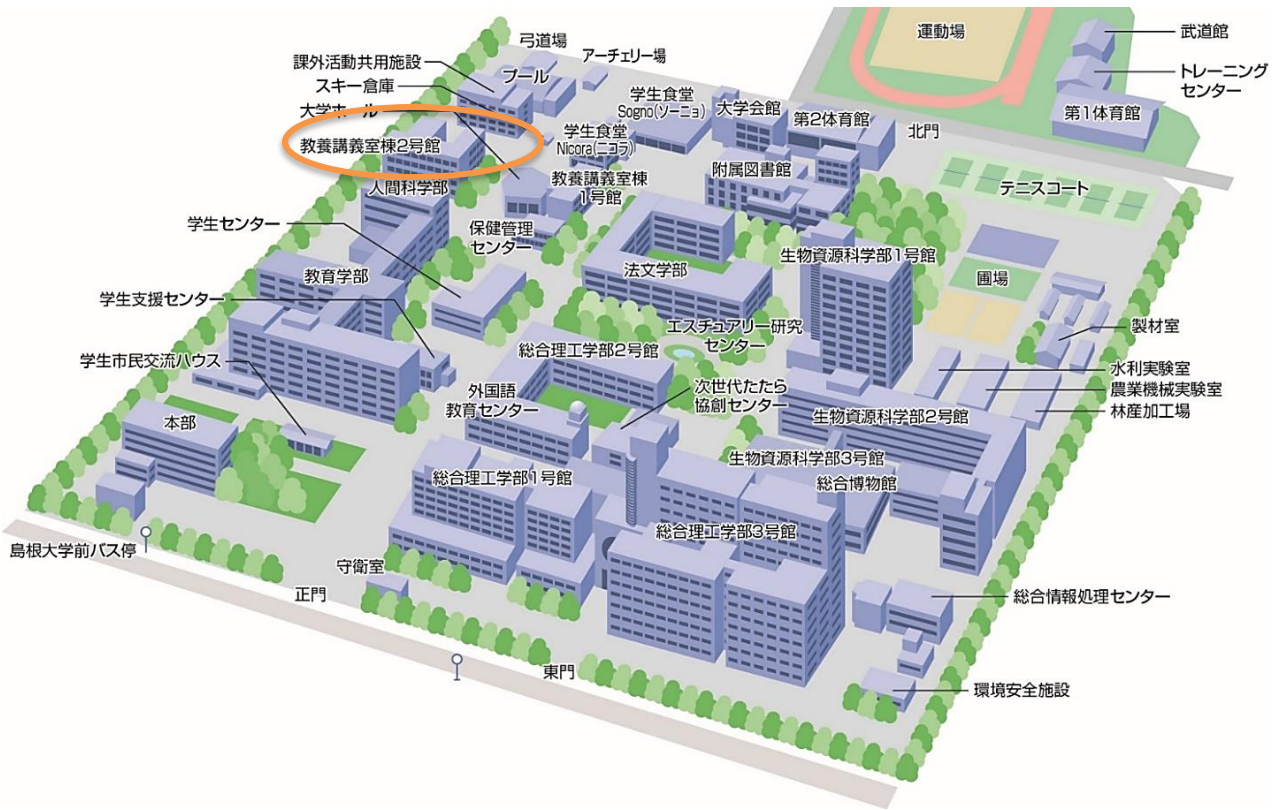 運動場
武道館
弓道場
アーチェリー場
課外活動共用施設
プール
トレーニング
センター
スキー倉庫
学生食堂
Sogno(ソーニョ)
大学会館
大学ホール
第2体育館
第1体育館
北門
学生食堂
Nicora(ニコラ)
教養講義室棟2号館
附属図書館
教養講義室棟
1号館
人間科学部
テニスコート
学生センター
保健管理
センター
生物資源科学部1号館
教育学部
法文学部
圃場
学生支援センター
エスチュアリー研究
センター
製材室
総合理工学部2号館
学生市民交流ハウス
水利実験室
外国語
教育センター
次世代たたら
協創センター
農業機械実験室
本部
生物資源科学部2号館
林産加工場
生物資源科学部3号館
総合理工学部1号館
総合博物館
総合理工学部3号館
島根大学前バス停
守衛室
正門
総合情報処理センター
東門
環境安全施設